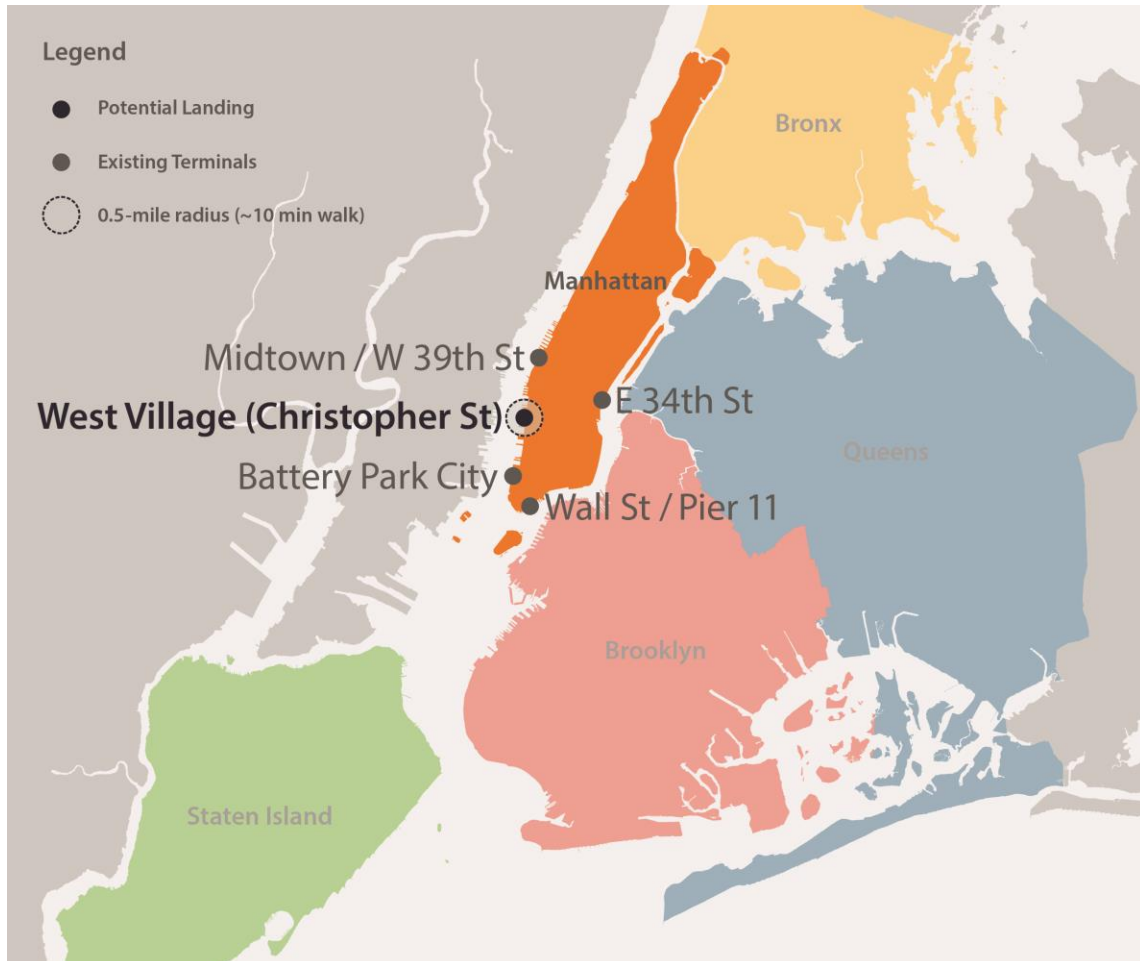 Legend
Potential Landing
Existing Terminals
0.5-mile radius (~10 min walk)
Bronx
Manhattan
Midtown / W 39th St
E 34th St
West Village (Christopher St)
Queens
Battery Park City
Wall St / Pier 11
Brooklyn
Staten Island